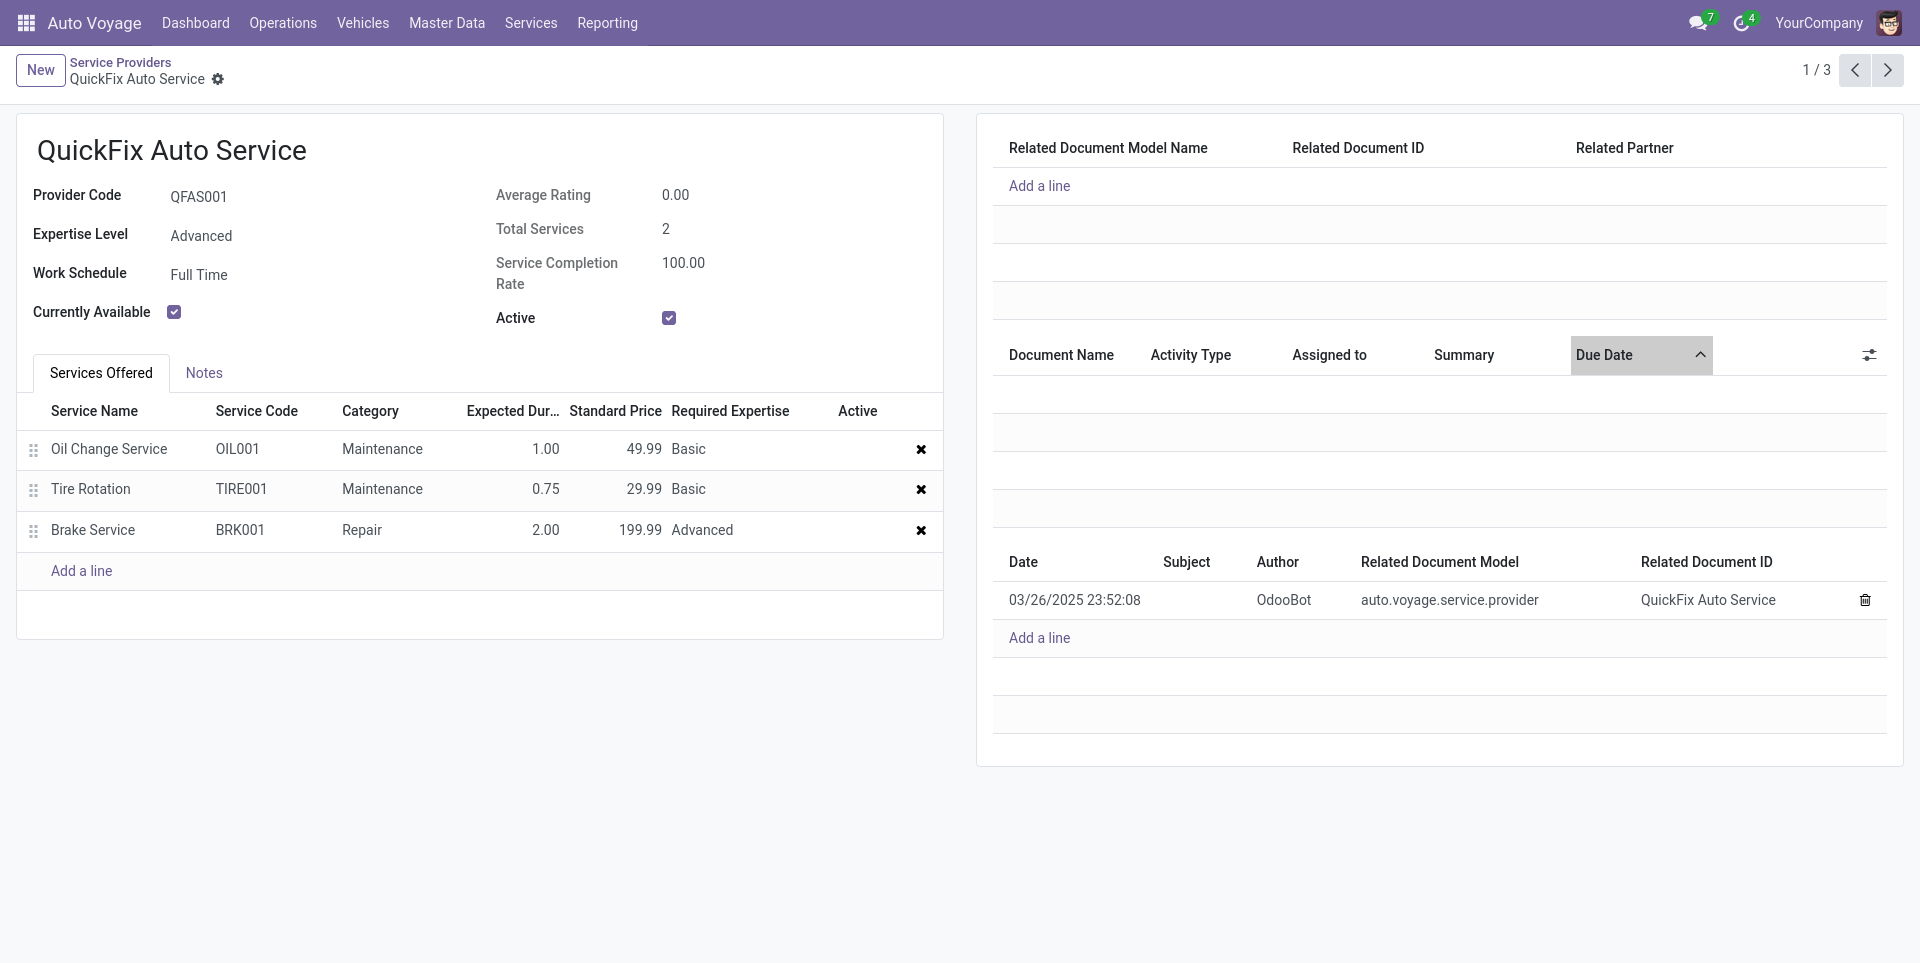 Auto Voyage Dashboard Operations Vehicles Master Data Services Reporting 7 4 YourCompany
New Service Providers
QuickFix Auto Service
1 / 3
QuickFix Auto Service
Provider Code QFAS001
Expertise Level Advanced
Work Schedule Full Time
Currently Available
Average Rating 0.00
Total Services 2
Service Completion Rate 100.00
Active
Services Offered Notes
Service Name Service Code Category Expected Dur... Standard Price Required Expertise Active
Oil Change Service OIL001 Maintenance 1.00 49.99 Basic
Tire Rotation TIRE001 Maintenance 0.75 29.99 Basic
Brake Service BRK001 Repair 2.00 199.99 Advanced
Add a line
Related Document Model Name Related Document ID Related Partner
Add a line
Document Name Activity Type Assigned to Summary Due Date
Date Subject Author Related Document Model Related Document ID
03/26/2025 23:52:08 OdooBot auto.voyage.service.provider QuickFix Auto Service
Add a line